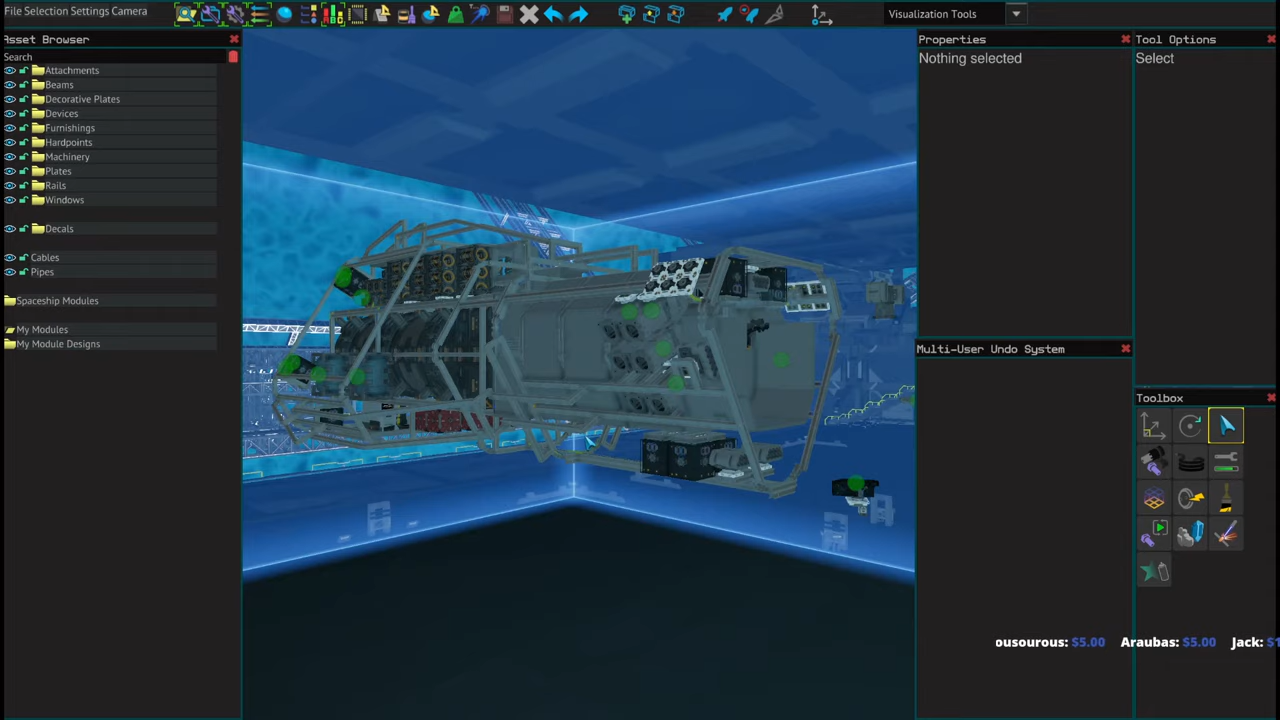 File Selection Settings Camera
Visualization Tools
Asset Browser
Search
Attachments
Beams
Decorative Plates
Devices
Furnishings
Hardpoints
Machinery
Plates
Rails
Windows
Decals
Cables
Pipes
Spaceship Modules
My Modules
My Module Designs
Properties
Nothing selected
Multi-User Undo System
Tool Options
Select
Toolbox
ousourous: $5.00 Araubas: $5.00 Jack: $1